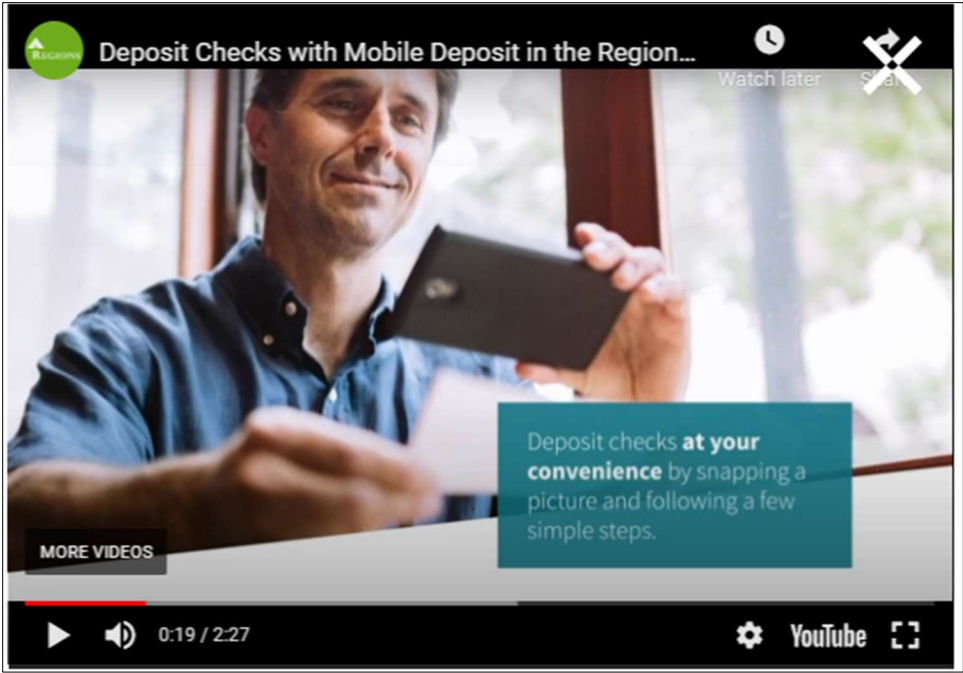 REGIONS
Deposit Checks with Mobile Deposit in the Region...
Watch later
Share
Deposit checks at your
convenience by snapping a
picture and following a few
simple steps.
MORE VIDEOS
0:19 / 2:27
YouTube